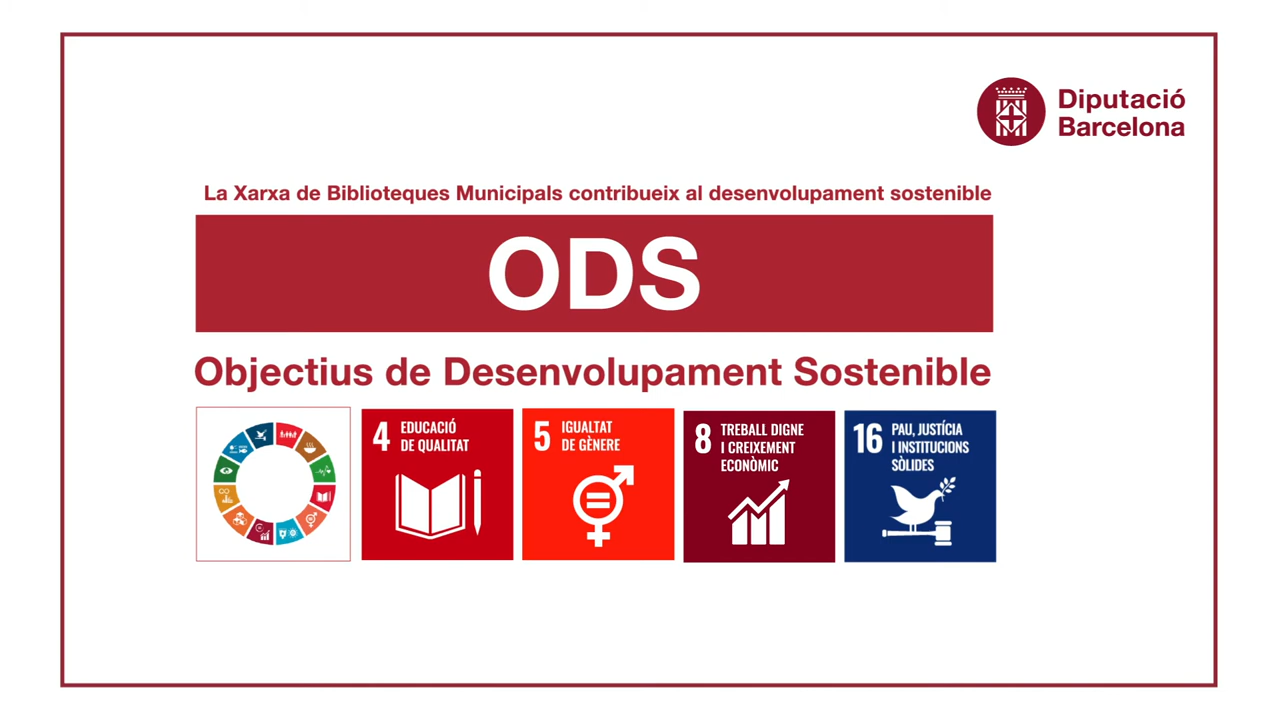 Diputació
Barcelona
La Xarxa de Biblioteques Municipals contribueix al desenvolupament sostenible
ODS
Objectius de Desenvolupament Sostenible
4 EDUCACIÓ
DE QUALITAT
5 IGUALTAT
DE GÈNERE
8 TREBALL DIGNE
I CREIXEMENT
ECONÒMIC
16 PAU, JUSTÍCIA
I INSTITUCIONS
SÒLIDES